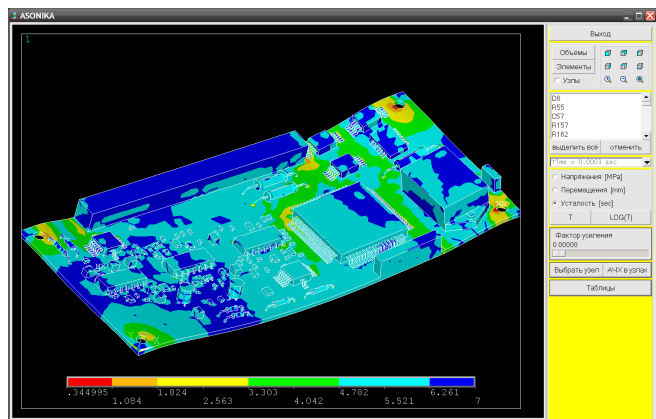 ASONIKA
1
Выход
Объёмы
Элементы
Узлы
D8
R55
C57
R157
R162
выделить всё отменить
Time = 0.0003 sec
Напряжения [MPa]
Перемещения [mm]
Усталость [sec]
T LOG(T)
Фактор усиления
0.00000
Выбрать узел АЧХ в узлах
Таблицы
.344995 1.824 3.303 4.782 6.261
1.084 2.563 4.042 5.521 7